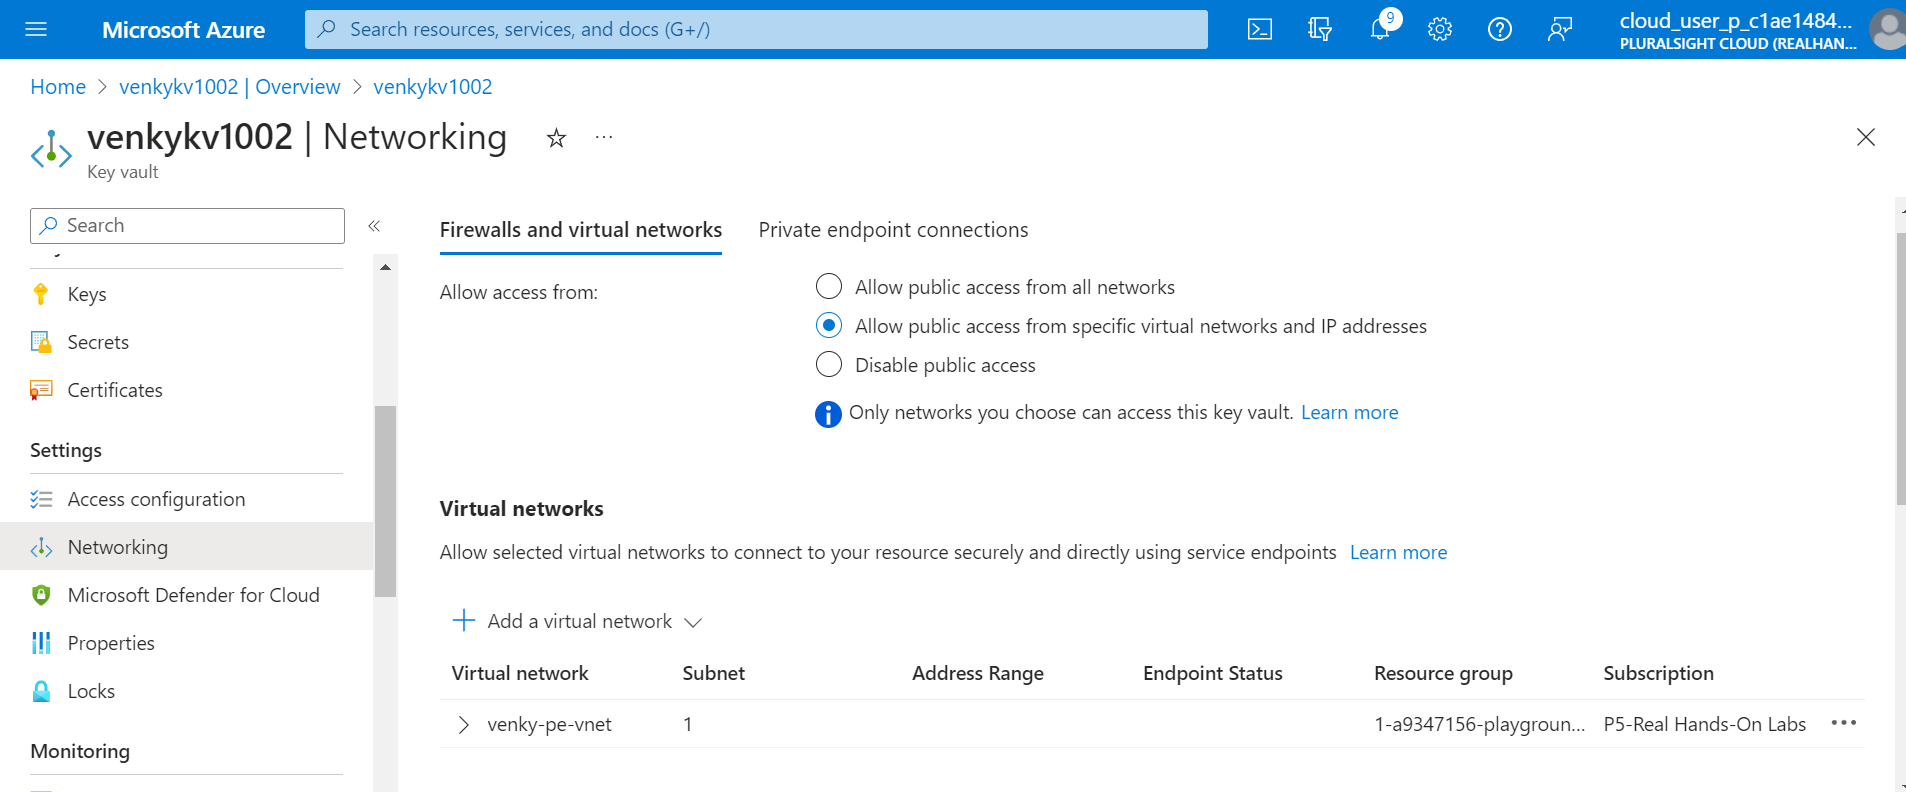 Microsoft Azure
Search resources, services, and docs (G+/)
9
cloud_user_p_c1ae1484...
PLURALSIGHT CLOUD (REALHAN...
Home > venkykv1002 | Overview > venkykv1002
venkykv1002 | Networking
Key vault
Search
Keys
Secrets
Certificates
Settings
Access configuration
Networking
Microsoft Defender for Cloud
Properties
Locks
Monitoring
Firewalls and virtual networks
Private endpoint connections
Allow access from:
Allow public access from all networks
Allow public access from specific virtual networks and IP addresses
Disable public access
Only networks you choose can access this key vault. Learn more
Virtual networks
Allow selected virtual networks to connect to your resource securely and directly using service endpoints Learn more
Add a virtual network
Virtual network Subnet Address Range Endpoint Status Resource group Subscription
venky-pe-vnet 1 1-a9347156-playgroun... P5-Real Hands-On Labs